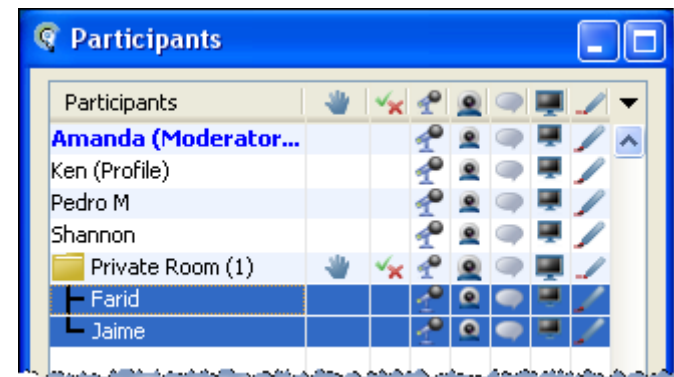 Participants
Participants
Amanda (Moderator...
Ken (Profile)
Pedro M
Shannon
Private Room (1)
Farid
Jaime